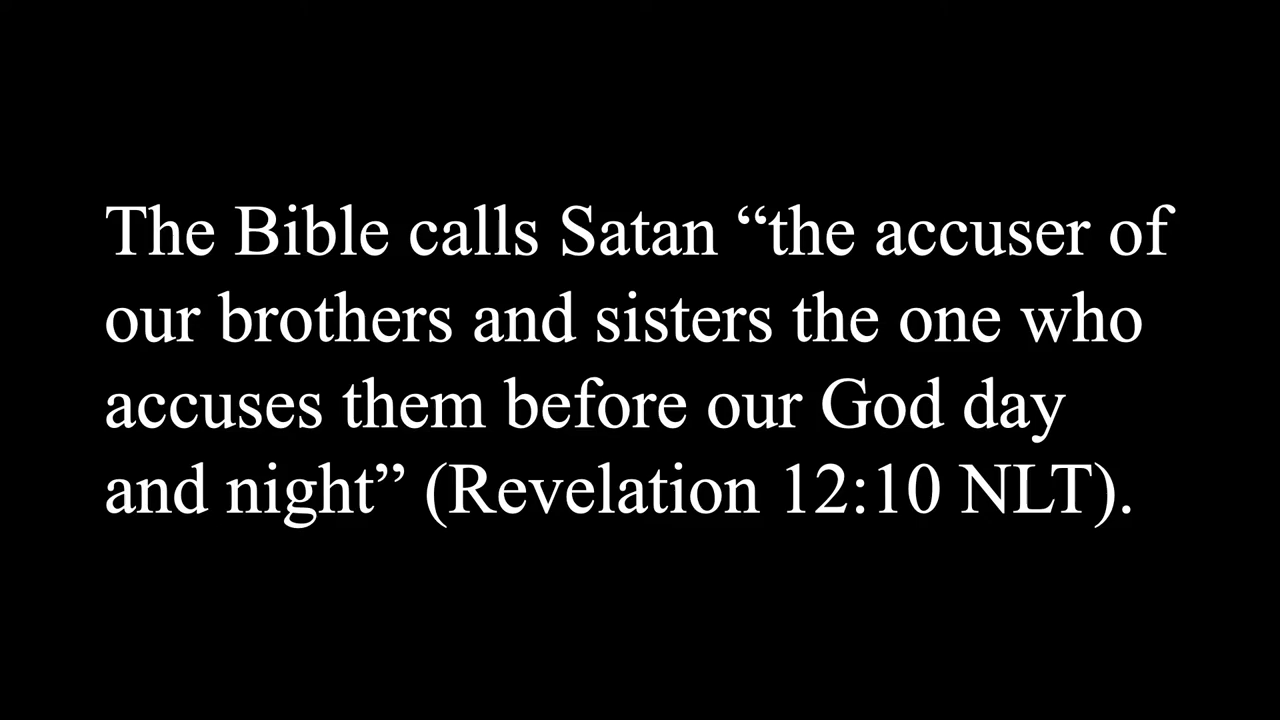 The Bible calls Satan “the accuser of
our brothers and sisters the one who
accuses them before our God day
and night” (Revelation 12:10 NLT).